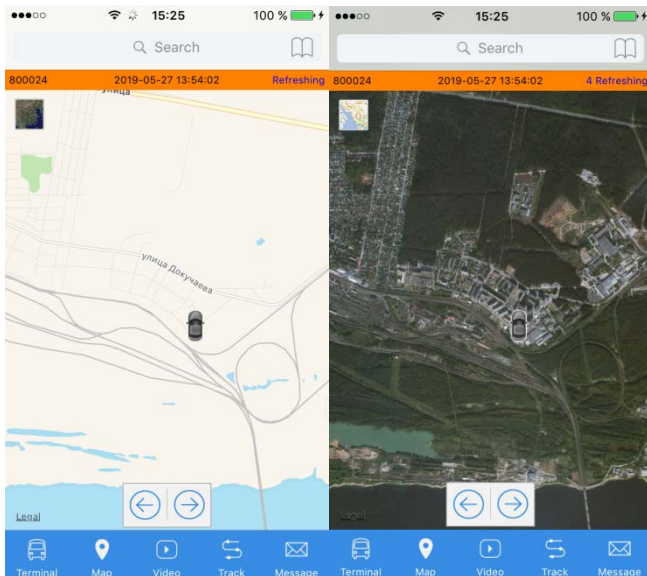 15:25
100 %
Search
800024 2019-05-27 13:54:02 Refreshing
улица
улица Докучаева
Legal
Terminal Map Video Track Message
15:25
100 %
Search
800024 2019-05-27 13:54:02 4 Refreshing
Legal
Terminal Map Video Track Message